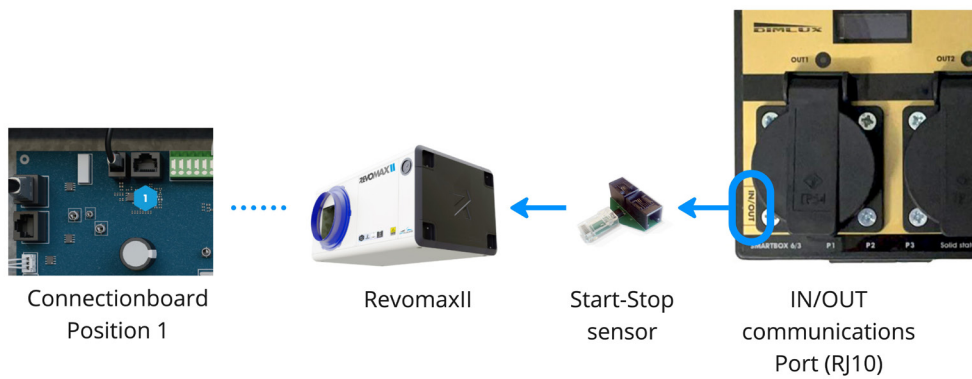 DIMLUX
OUT1
OUT2
REVOMAX II
1
IN/OUT
IP54
SMARTBOX 6/3 P1 P2 P3 Solid stat
Connectionboard
Position 1
RevomaxII
Start-Stop
sensor
IN/OUT
communications
Port (RJ10)